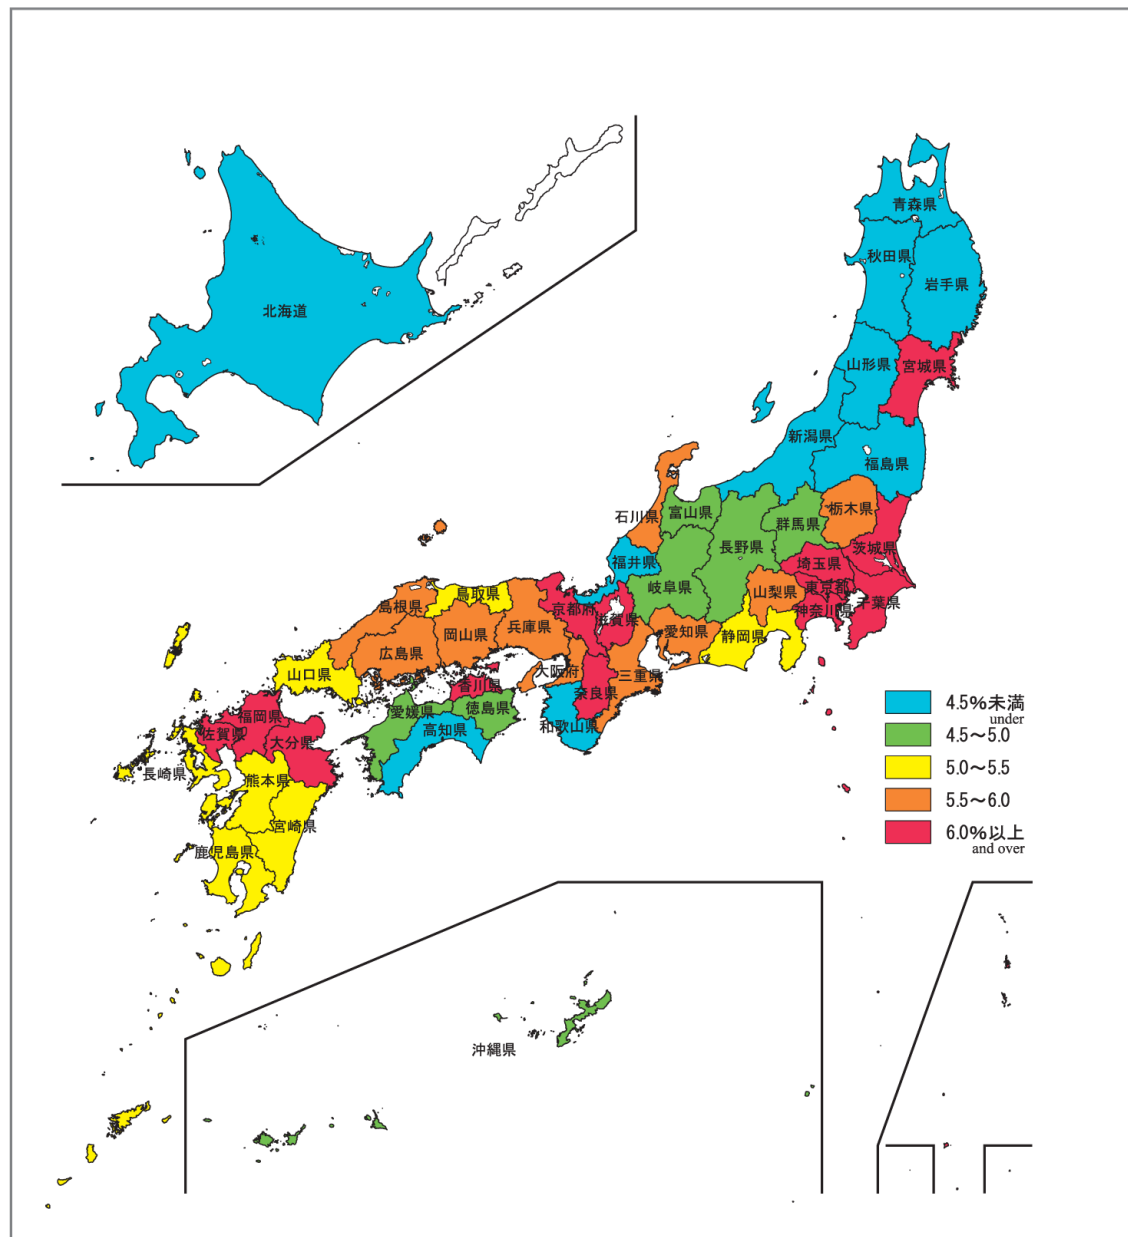 青森県
秋田県
岩手県
北海道
山形県
宮城県
新潟県
福島県
石川県
富山県
栃木県
群馬県
長野県
茨城県
福井県
埼玉県
岐阜県
東京都
山梨県
千葉県
島根県
鳥取県
京都府
滋賀県
神奈川県
兵庫県
岡山県
愛知県
静岡県
広島県
大阪府
三重県
山口県
香川県
奈良県
愛媛県
徳島県
福岡県
高知県
和歌山県
佐賀県
大分県
長崎県
熊本県
宮崎県
鹿児島県
沖縄県
4.5%未満
under
4.5～5.0
5.0～5.5
5.5～6.0
6.0%以上
and over